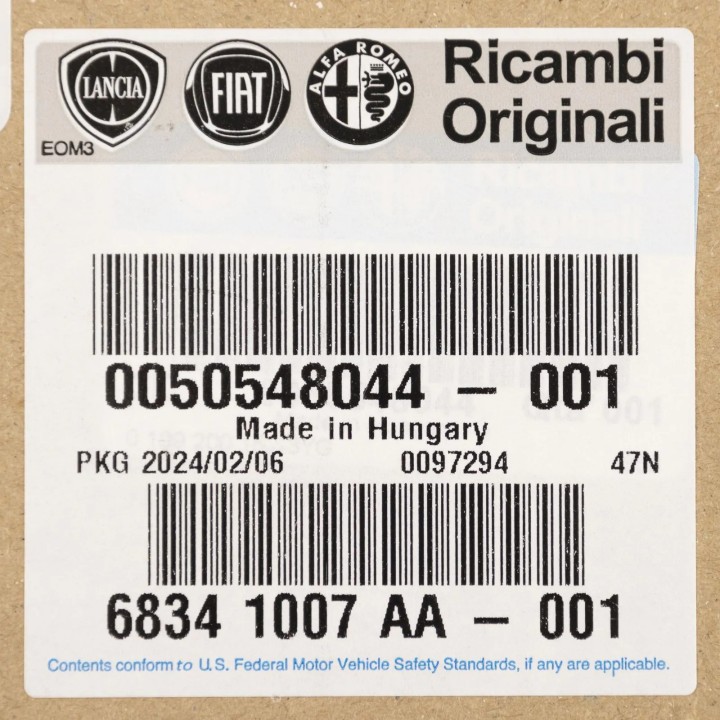 LANCIA FIAT ALFA ROMEO Ricambi
Originali
EOM3
0050548044 - 001
Made in Hungary
PKG 2024/02/06 0097294 47N
6834 1007 AA - 001
Contents conform to U.S. Federal Motor Vehicle Safety Standards, if any are applicable.